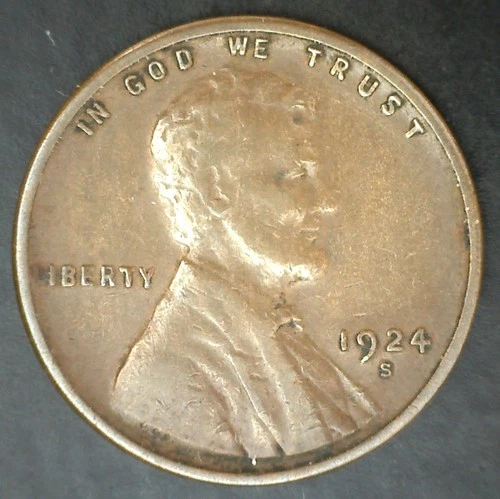 IN GOD WE TRUST
LIBERTY
1924
S